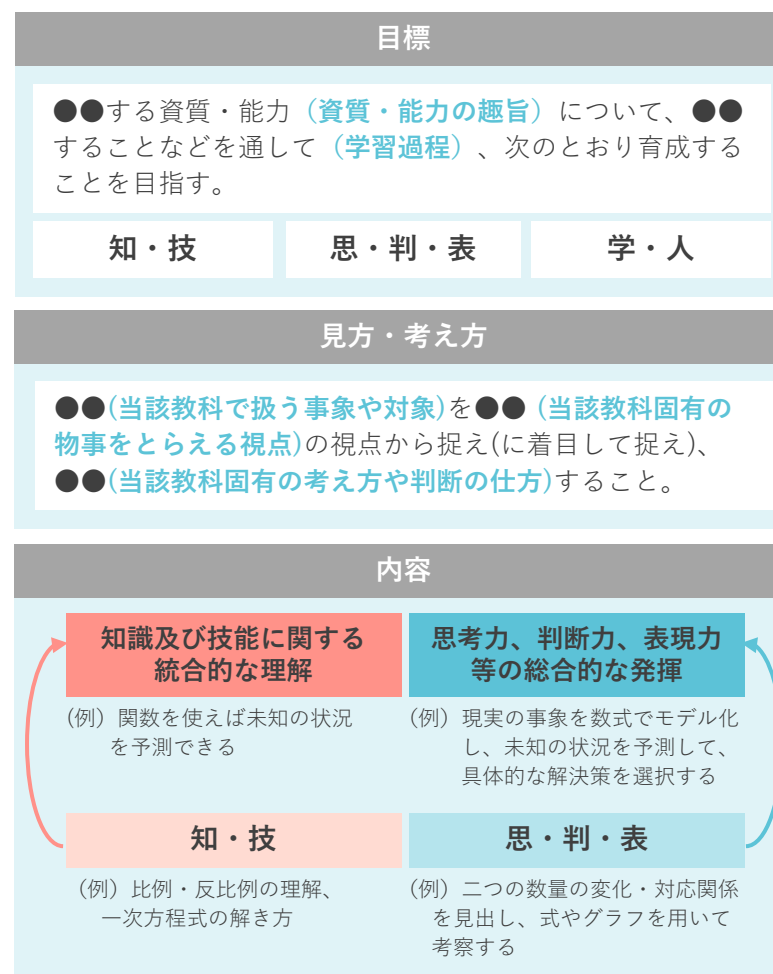 目標
●●する資質・能力（資質・能力の趣旨）について、●●
することなどを通して（学習過程）、次のとおり育成する
ことを目指す。
知・技
思・判・表
学・人
見方・考え方
●●(当該教科で扱う事象や対象)を●● (当該教科固有の
物事をとらえる視点)の視点から捉え(に着目して捉え)、
●●(当該教科固有の考え方や判断の仕方)すること。
内容
知識及び技能に関する
統合的な理解
（例）関数を使えば未知の状況
を予測できる
思考力、判断力、表現力
等の総合的な発揮
（例）現実の事象を数式でモデル化
し、未知の状況を予測して、
具体的な解決策を選択する
知・技
（例）比例・反比例の理解、
一次方程式の解き方
思・判・表
（例）二つの数量の変化・対応関係
を見出し、式やグラフを用いて
考察する